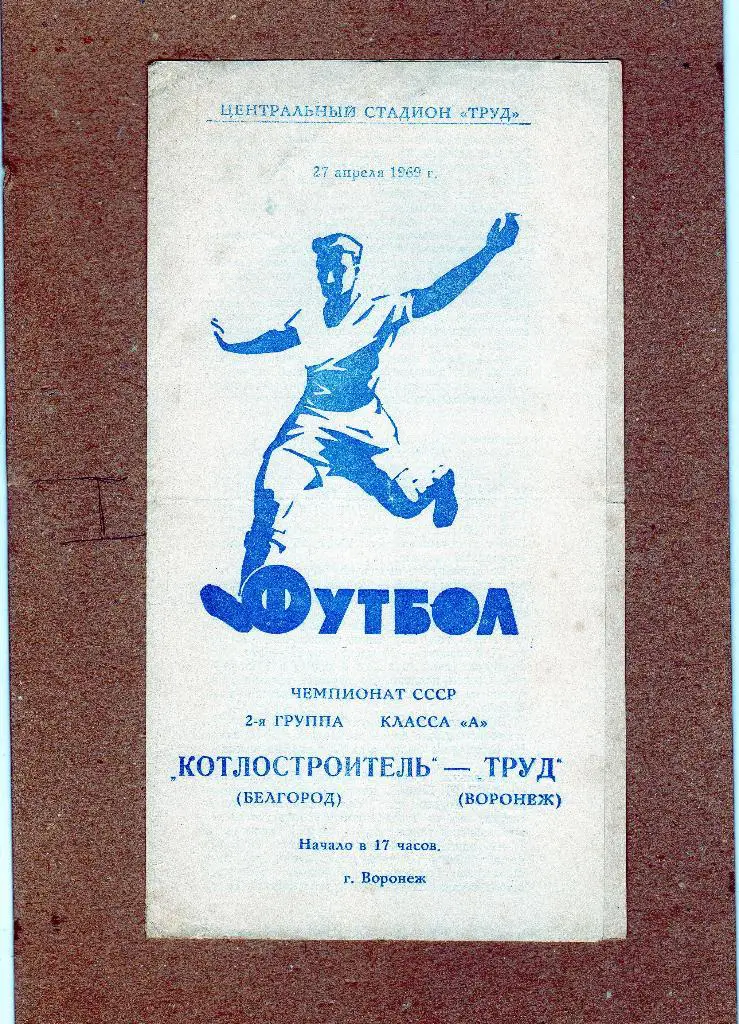 ЦЕНТРАЛЬНЫЙ СТАДИОН «ТРУД»
27 апреля 1969 г.
ФУТБОЛ
ЧЕМПИОНАТ СССР
2-я ГРУППА КЛАССА «А»
„КОТЛОСТРОИТЕЛЬ" — „ТРУД"
(БЕЛГОРОД) (ВОРОНЕЖ)
Начало в 17 часов.
г. Воронеж